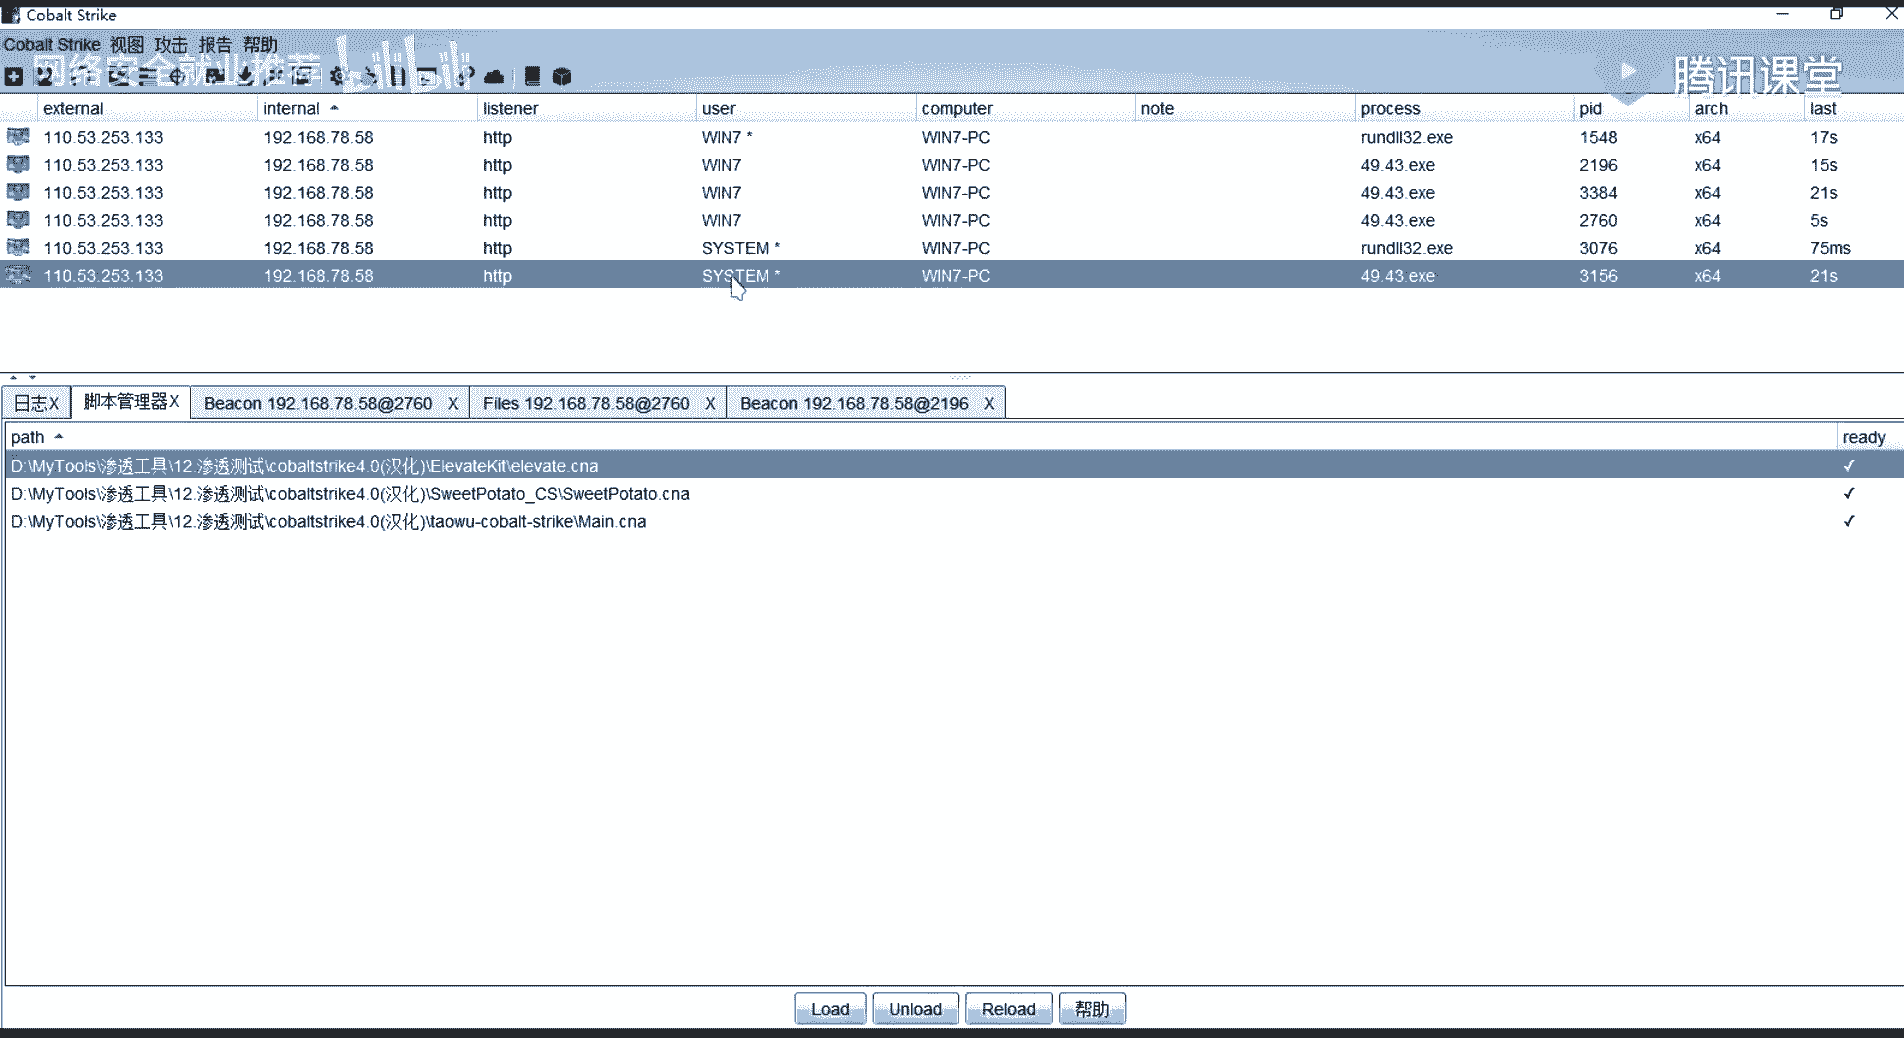 Cobalt Strike
Cobalt Strike 视图 攻击 报告 帮助
网络安全就业推荐 bilibili
腾讯课堂
external internal listener user computer note process pid arch last
110.53.253.133 192.168.78.58 http WIN7 * WIN7-PC rundll32.exe 1548 x64 17s
110.53.253.133 192.168.78.58 http WIN7 WIN7-PC 49.43.exe 2196 x64 15s
110.53.253.133 192.168.78.58 http WIN7 WIN7-PC 49.43.exe 3384 x64 21s
110.53.253.133 192.168.78.58 http WIN7 WIN7-PC 49.43.exe 2760 x64 5s
110.53.253.133 192.168.78.58 http SYSTEM * WIN7-PC rundll32.exe 3076 x64 75ms
110.53.253.133 192.168.78.58 http SYSTEM * WIN7-PC 49.43.exe 3156 x64 21s
日志X 脚本管理器X Beacon 192.168.78.58@2760 X Files 192.168.78.58@2760 X Beacon 192.168.78.58@2196 X
path ready
D:\MyTools\渗透工具\12.渗透测试\cobaltstrike4.0(汉化)\ElevateKit\elevate.cna ✓
D:\MyTools\渗透工具\12.渗透测试\cobaltstrike4.0(汉化)\SweetPotato_CS\SweetPotato.cna ✓
D:\MyTools\渗透工具\12.渗透测试\cobaltstrike4.0(汉化)\taowu-cobalt-strike\Main.cna ✓
Load Unload Reload 帮助